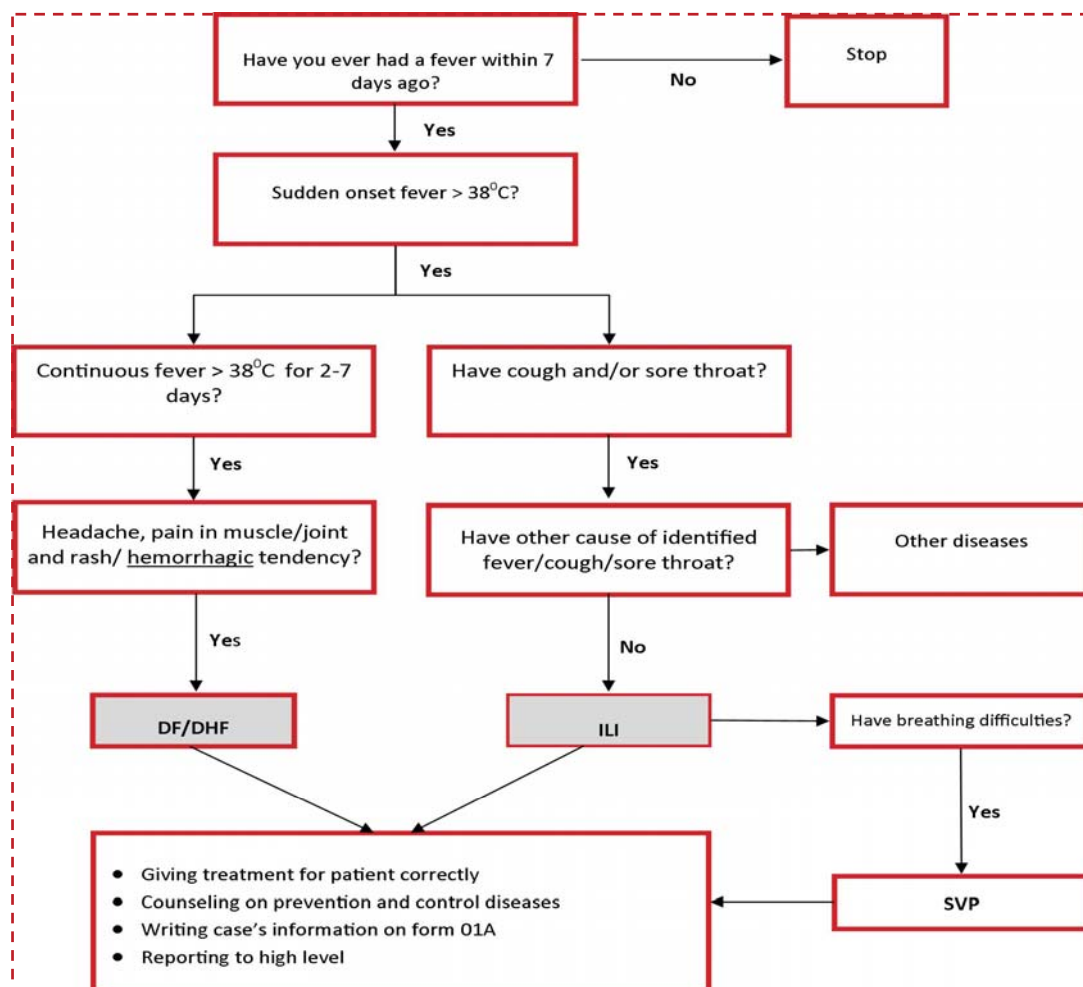 Have you ever had a fever within 7
days ago?
No
Stop
Yes
Sudden onset fever > 38⁰C?
Yes
Continuous fever > 38⁰C for 2-7
days?
Have cough and/or sore throat?
Yes
Yes
Headache, pain in muscle/joint
and rash/ hemorrhagic tendency?
Have other cause of identified
fever/cough/sore throat?
Other diseases
Yes
No
DF/DHF
ILI
Have breathing difficulties?
Yes
SVP
● Giving treatment for patient correctly
● Counseling on prevention and control diseases
● Writing case's information on form 01A
● Reporting to high level